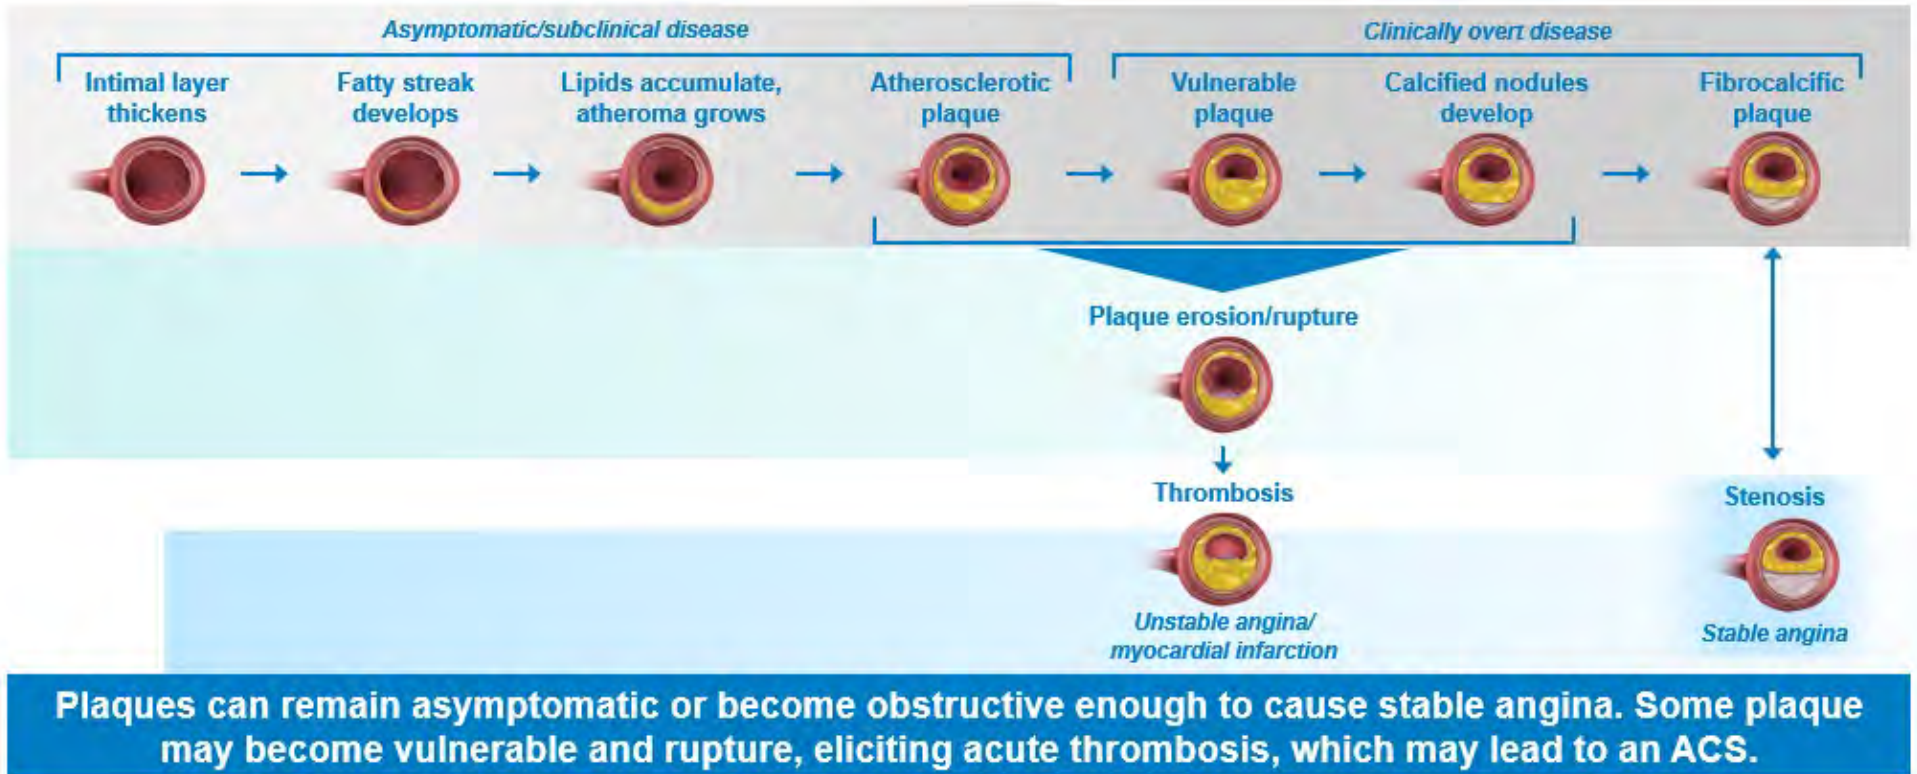 Asymptomatic/subclinical disease
Clinically overt disease
Intimal layer
thickens
Fatty streak
develops
Lipids accumulate,
atheroma grows
Atherosclerotic
plaque
Vulnerable
plaque
Calcified nodules
develop
Fibrocalcific
plaque
Plaque erosion/rupture
Thrombosis
Unstable angina/
myocardial infarction
Stenosis
Stable angina
Plaques can remain asymptomatic or become obstructive enough to cause stable angina. Some plaque
may become vulnerable and rupture, eliciting acute thrombosis, which may lead to an ACS.